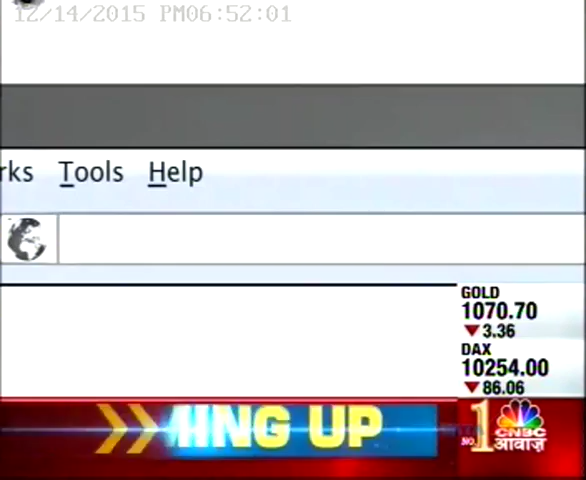 12/14/2015 PM06:52:01
rks Tools Help
GOLD
1070.70
▼3.36
DAX
10254.00
▼86.06
MING UP
NO.1
CNBC
आवाज़